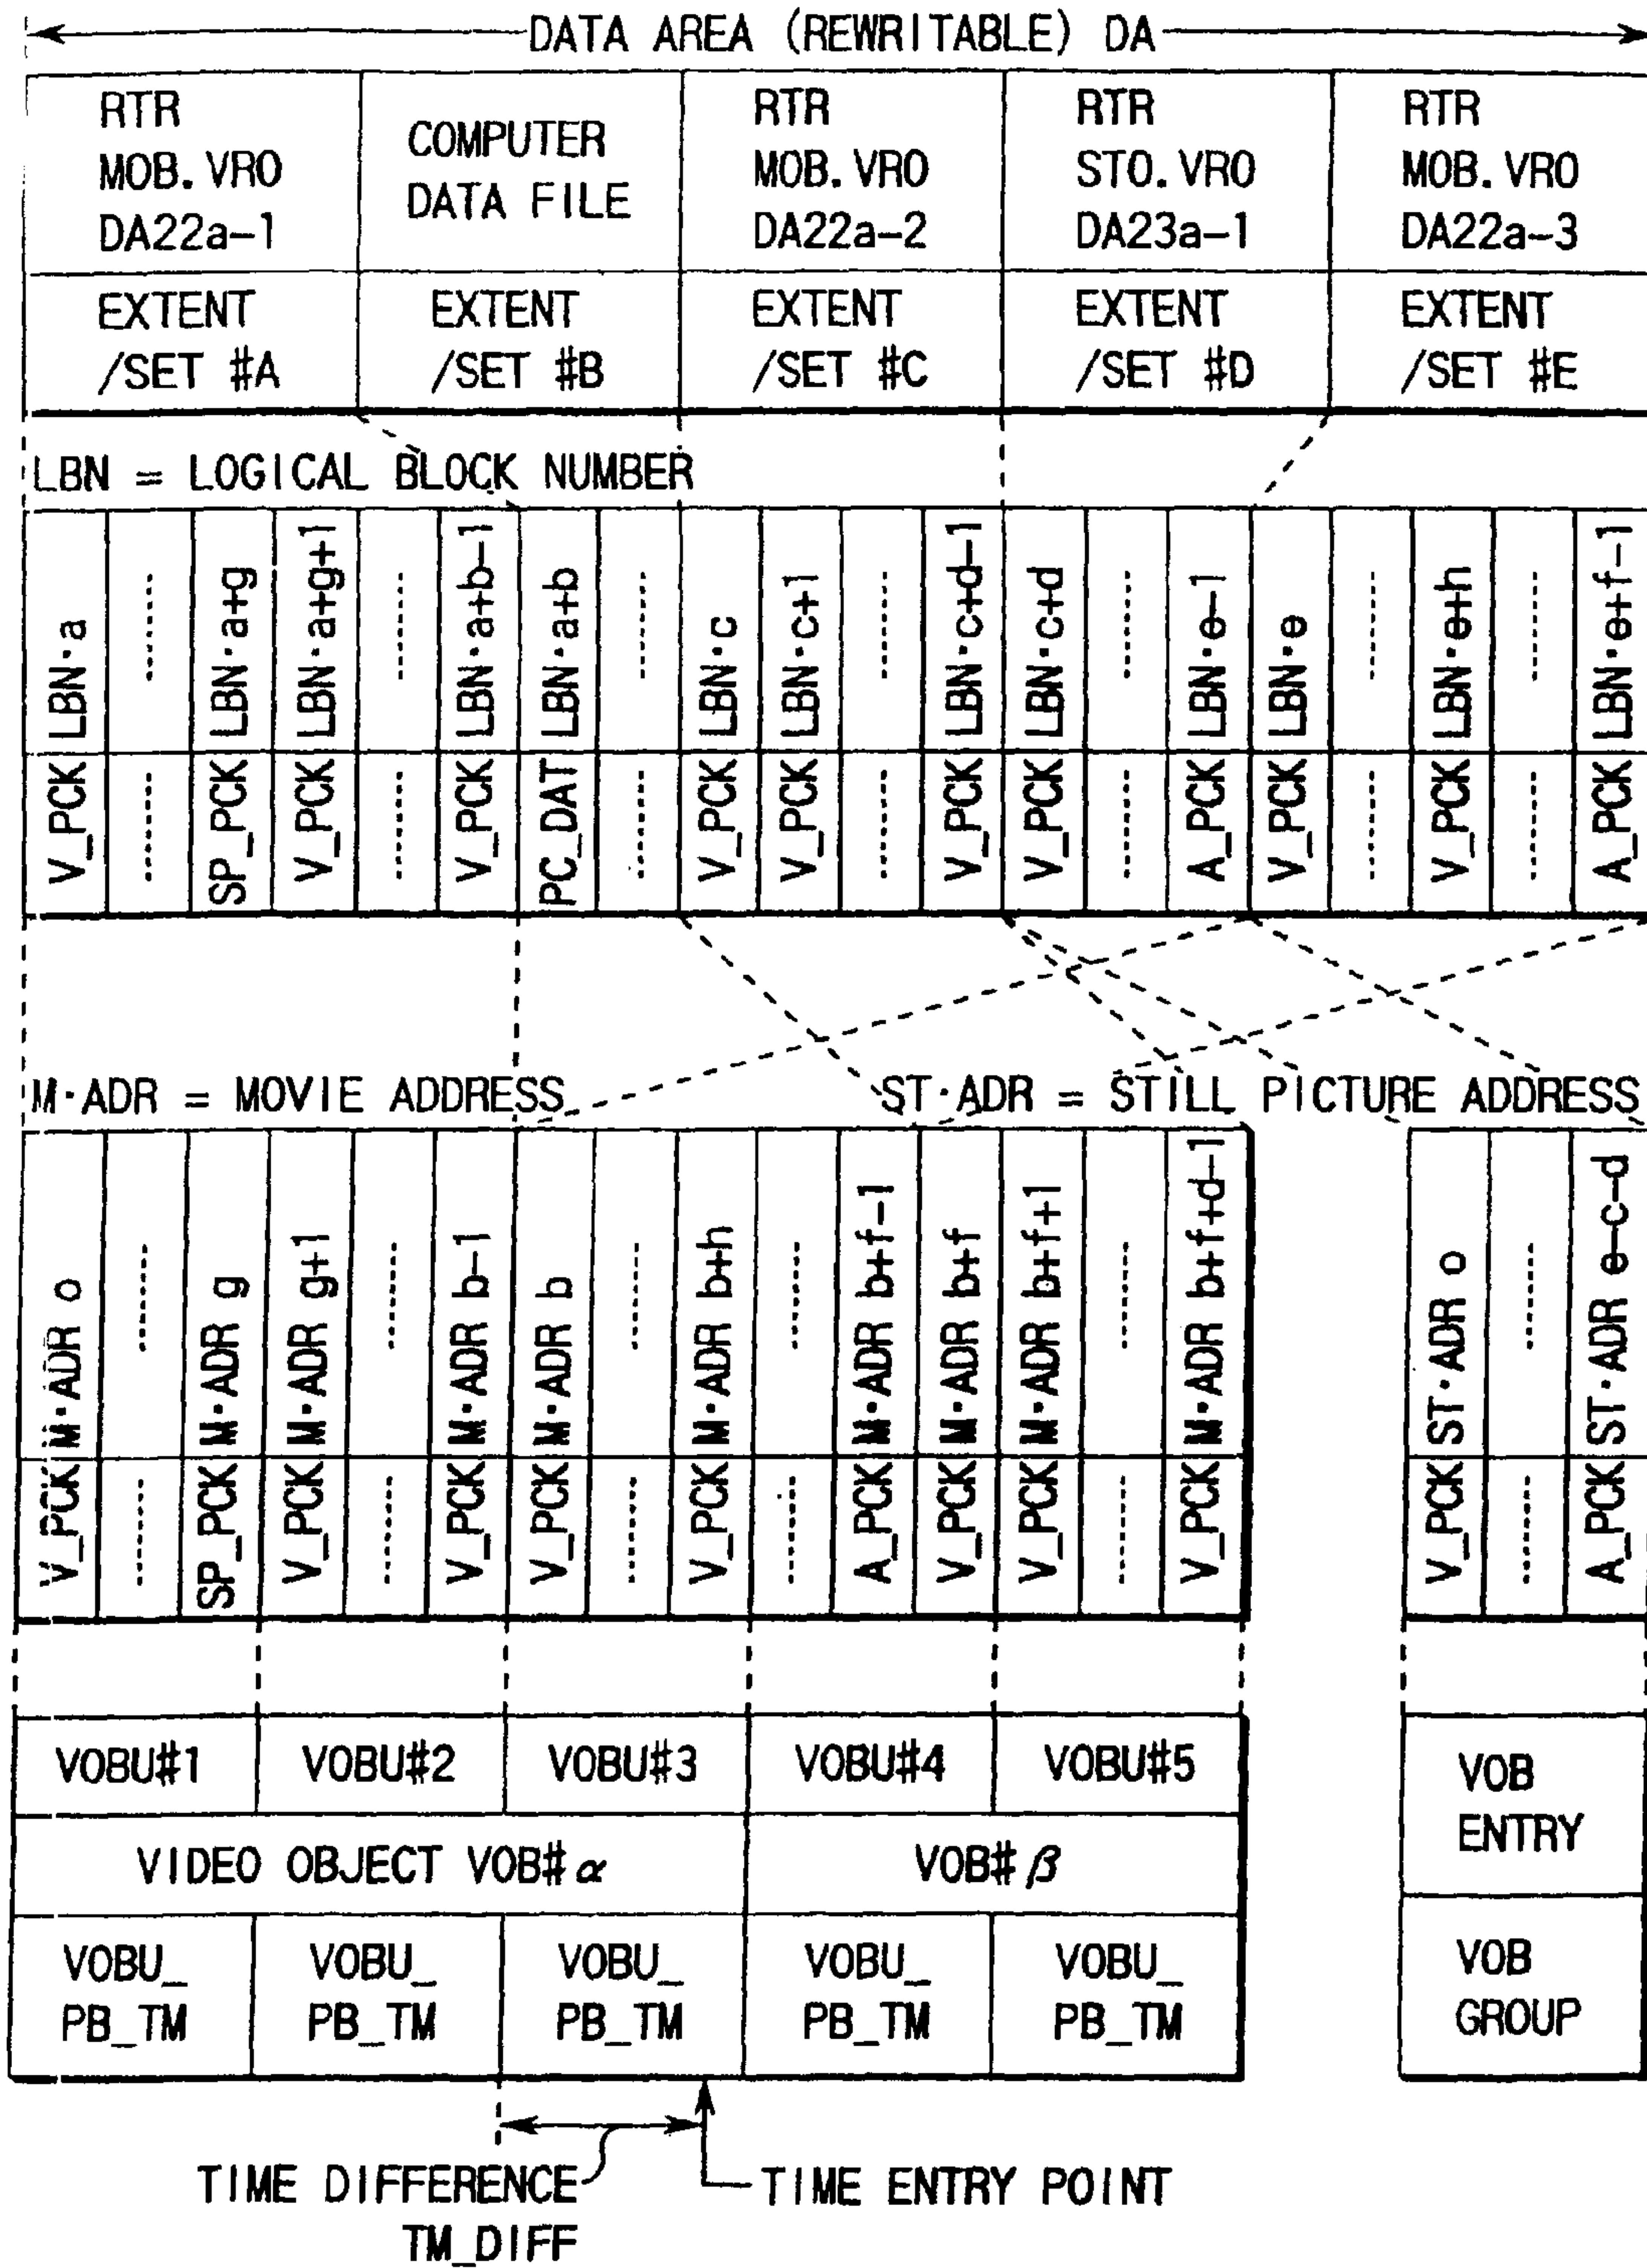 DATA AREA (REWRITABLE) DA
RTR MOB.VRO DA22a-1
COMPUTER DATA FILE
RTR MOB.VRO DA22a-2
RTR STO.VRO DA23a-1
RTR MOB.VRO DA22a-3
EXTENT /SET #A
EXTENT /SET #B
EXTENT /SET #C
EXTENT /SET #D
EXTENT /SET #E
LBN = LOGICAL BLOCK NUMBER
V_PCK LBN·a
........ ........
SP_PCK LBN·a+g
V_PCK LBN·a+g+1
........ ........
V_PCK LBN·a+b-1
PC_DAT LBN·a+b
........ ........
V_PCK LBN·c
V_PCK LBN·c+1
........ ........
V_PCK LBN·c+d-1
V_PCK LBN·c+d
........ ........
A_PCK LBN·e-1
V_PCK LBN·e
........ ........
V_PCK LBN·e+h
........ ........
A_PCK LBN·e+f-1
M·ADR = MOVIE ADDRESS
ST·ADR = STILL PICTURE ADDRESS
V_PCK M·ADR o
........ ........
SP_PCK M·ADR g
V_PCK M·ADR g+1
........ ........
V_PCK M·ADR b-1
V_PCK M·ADR b
........ ........
V_PCK M·ADR b+h
........ ........
A_PCK M·ADR b+f-1
V_PCK M·ADR b+f
V_PCK M·ADR b+f+1
........ ........
V_PCK M·ADR b+f+d-1
V_PCK ST·ADR o
........ ........
A_PCK ST·ADR e-c-d
VOBU#1
VOBU#2
VOBU#3
VOBU#4
VOBU#5
VOB ENTRY
VIDEO OBJECT VOB#α
VOB#β
VOBU_ PB_TM
VOBU_ PB_TM
VOBU_ PB_TM
VOBU_ PB_TM
VOBU_ PB_TM
VOB GROUP
TIME DIFFERENCE TM_DIFF
TIME ENTRY POINT